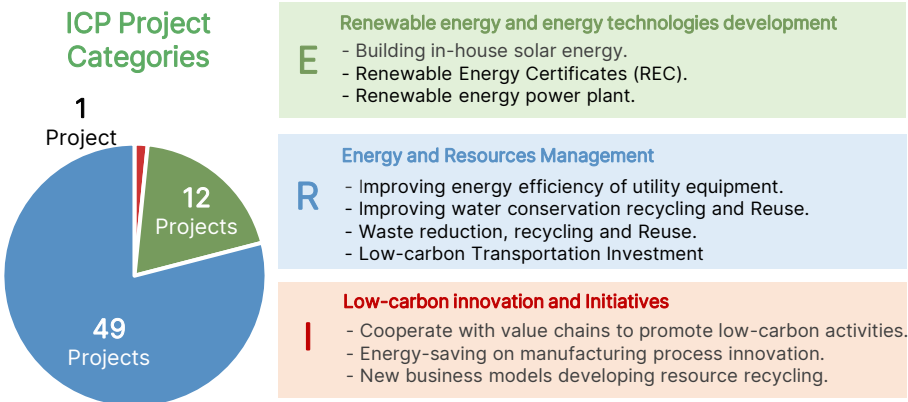 ICP Project
Categories
1
Project
12
Projects
49
Projects
E
Renewable energy and energy technologies development
- Building in-house solar energy.
- Renewable Energy Certificates (REC).
- Renewable energy power plant.
R
Energy and Resources Management
- Improving energy efficiency of utility equipment.
- Improving water conservation recycling and Reuse.
- Waste reduction, recycling and Reuse.
- Low-carbon Transportation Investment
I
Low-carbon innovation and Initiatives
- Cooperate with value chains to promote low-carbon activities.
- Energy-saving on manufacturing process innovation.
- New business models developing resource recycling.